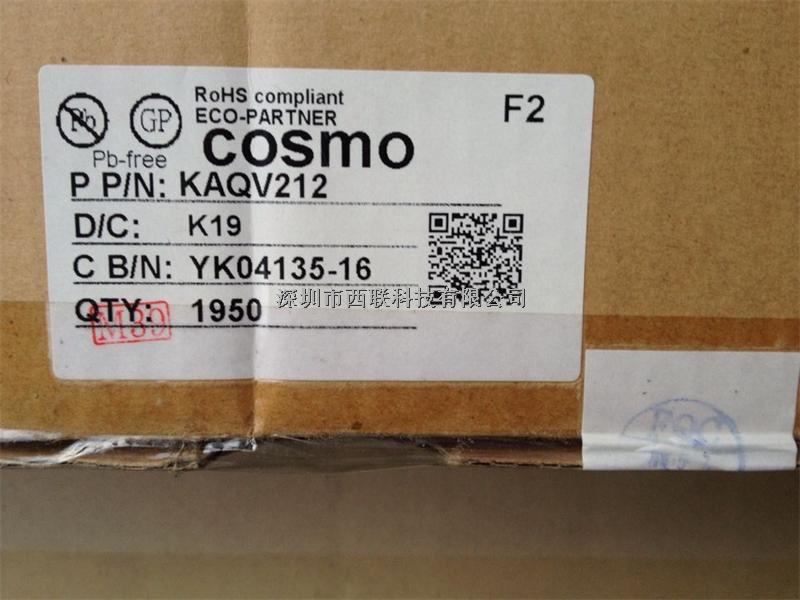 RoHS compliant
ECO-PARTNER
F2
Pb
GP
Pb-free
cosmo
P P/N: KAQV212
D/C: K19
C B/N: YK04135-16
深圳市西联科技有限公司
QTY: 1950